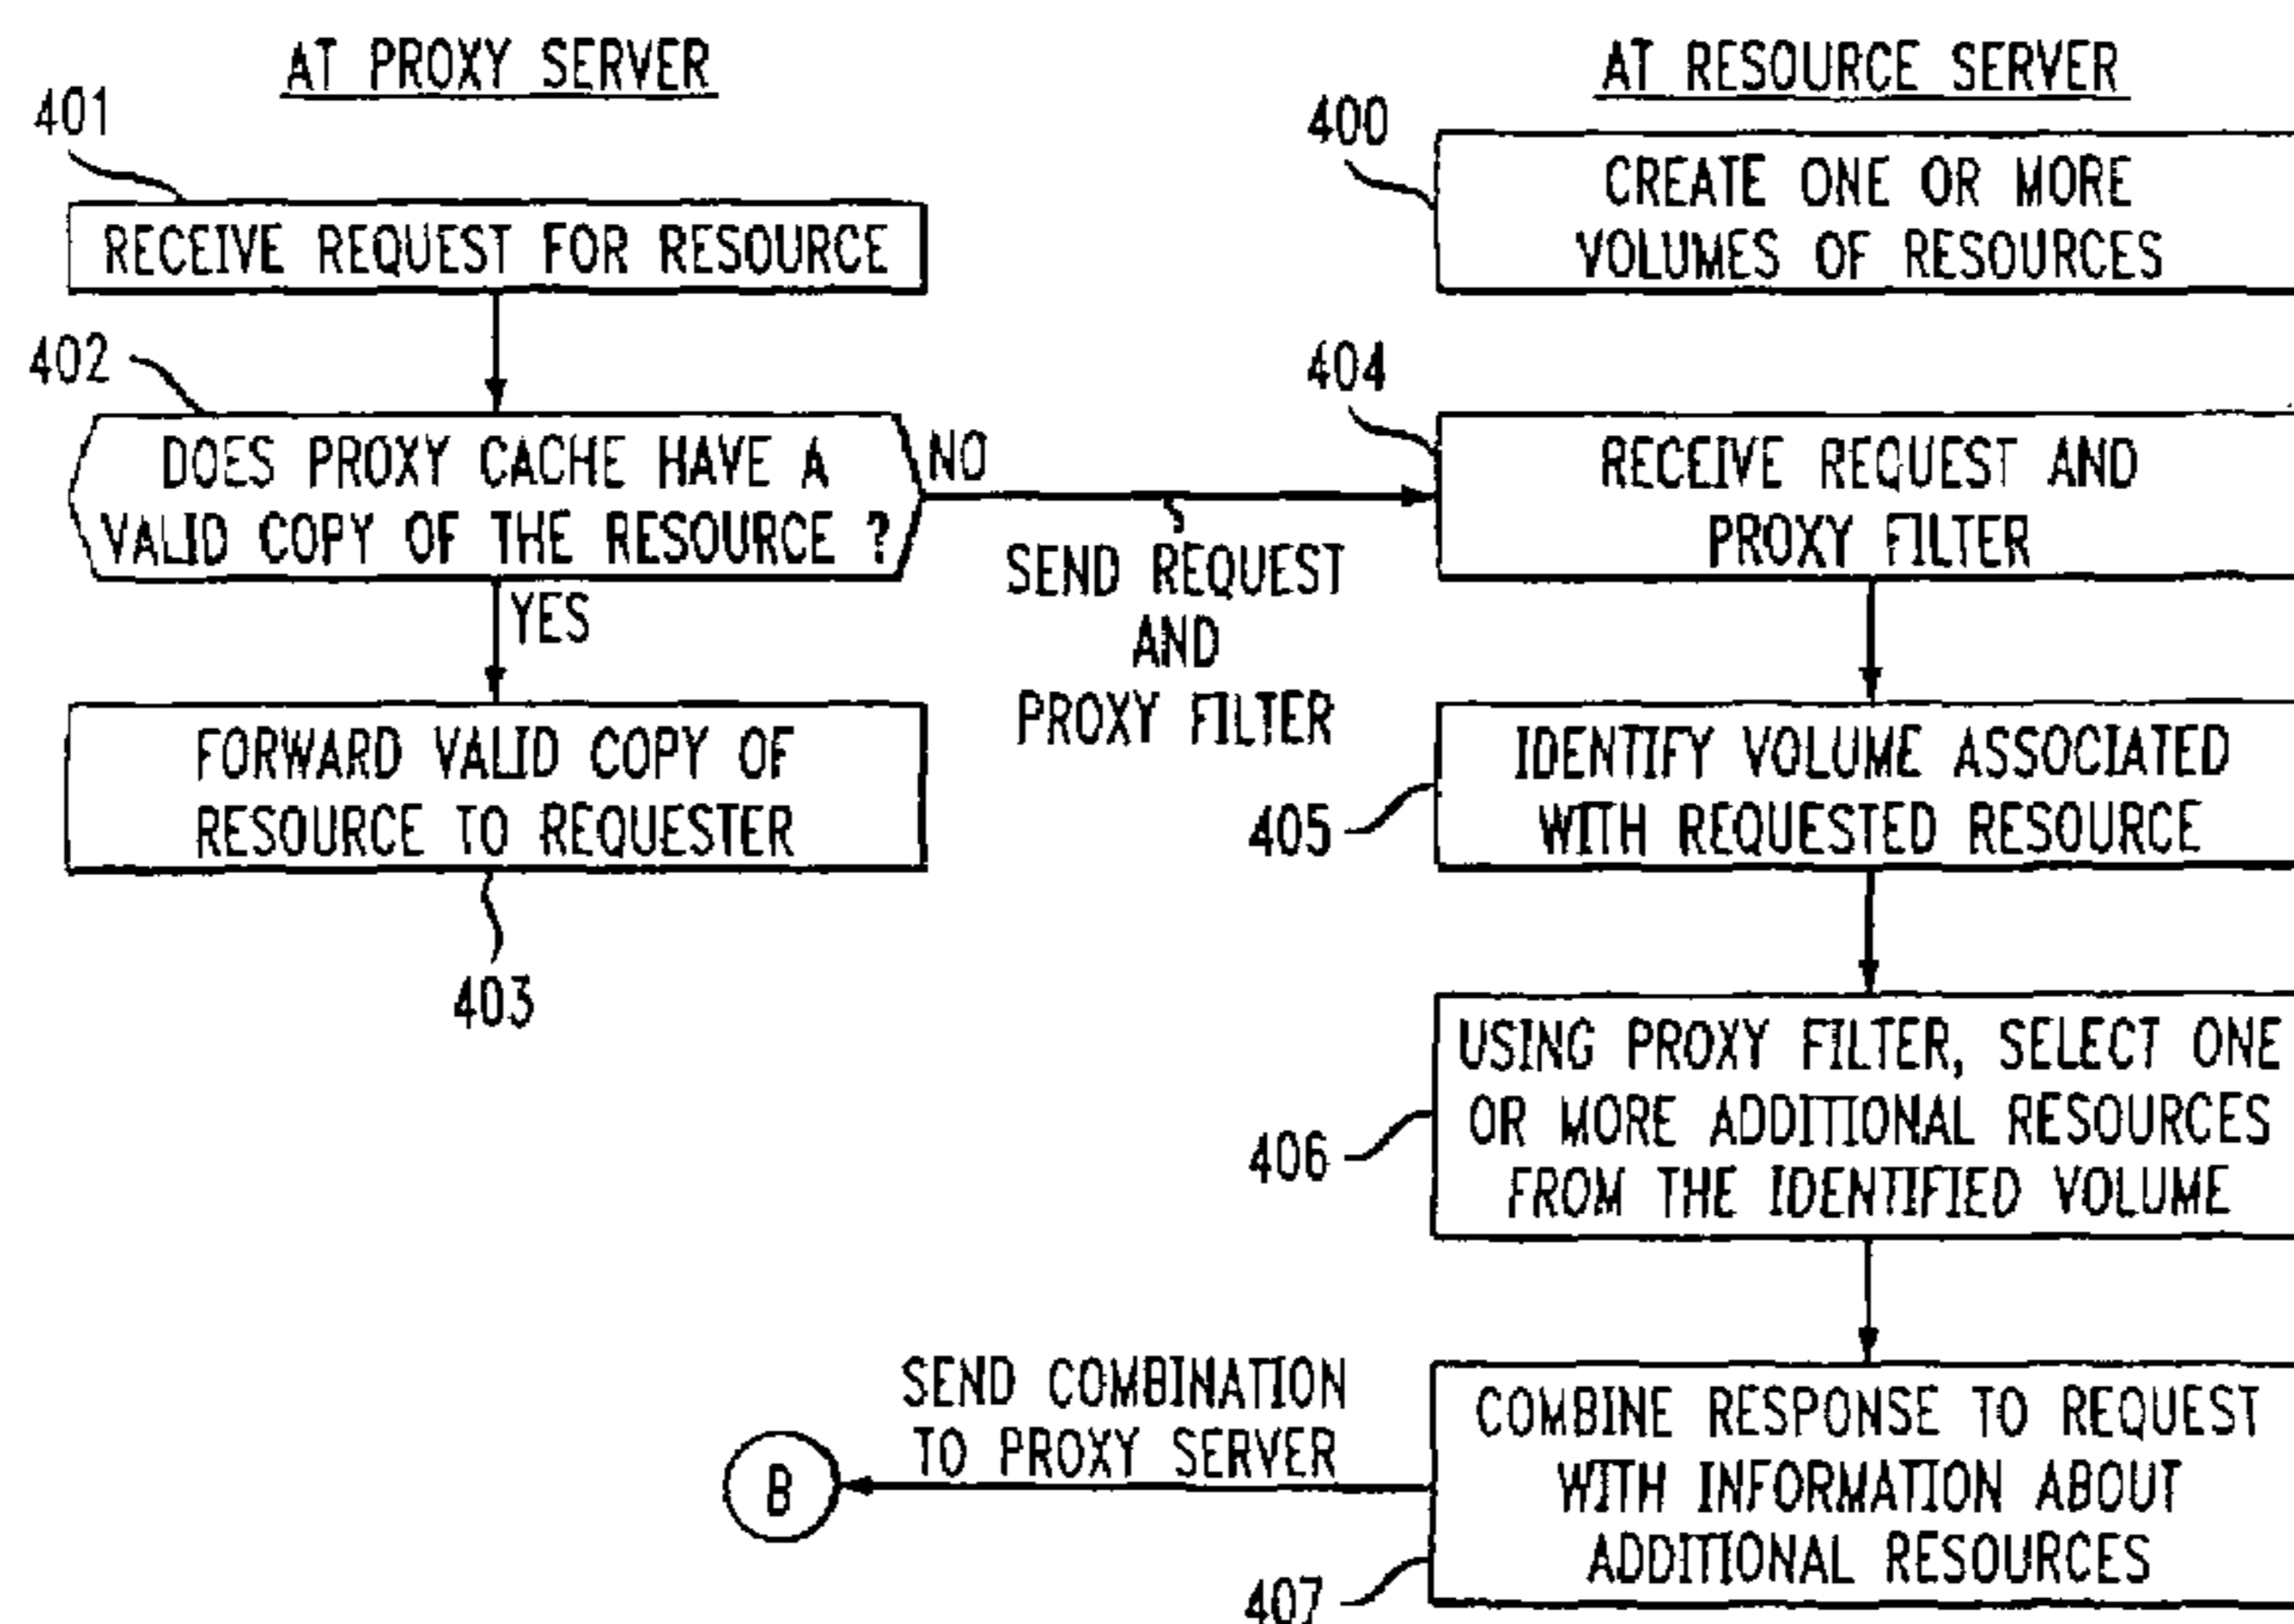 AT PROXY SERVER
401
RECEIVE REQUEST FOR RESOURCE
402
DOES PROXY CACHE HAVE A
VALID COPY OF THE RESOURCE ?
NO
YES
SEND REQUEST
AND
PROXY FILTER
FORWARD VALID COPY OF
RESOURCE TO REQUESTER
403
AT RESOURCE SERVER
400
CREATE ONE OR MORE
VOLUMES OF RESOURCES
404
RECEIVE REQUEST AND
PROXY FILTER
IDENTIFY VOLUME ASSOCIATED
WITH REQUESTED RESOURCE
405
USING PROXY FILTER, SELECT ONE
OR MORE ADDITIONAL RESOURCES
FROM THE IDENTIFIED VOLUME
406
COMBINE RESPONSE TO REQUEST
WITH INFORMATION ABOUT
ADDITIONAL RESOURCES
407
SEND COMBINATION
TO PROXY SERVER
B